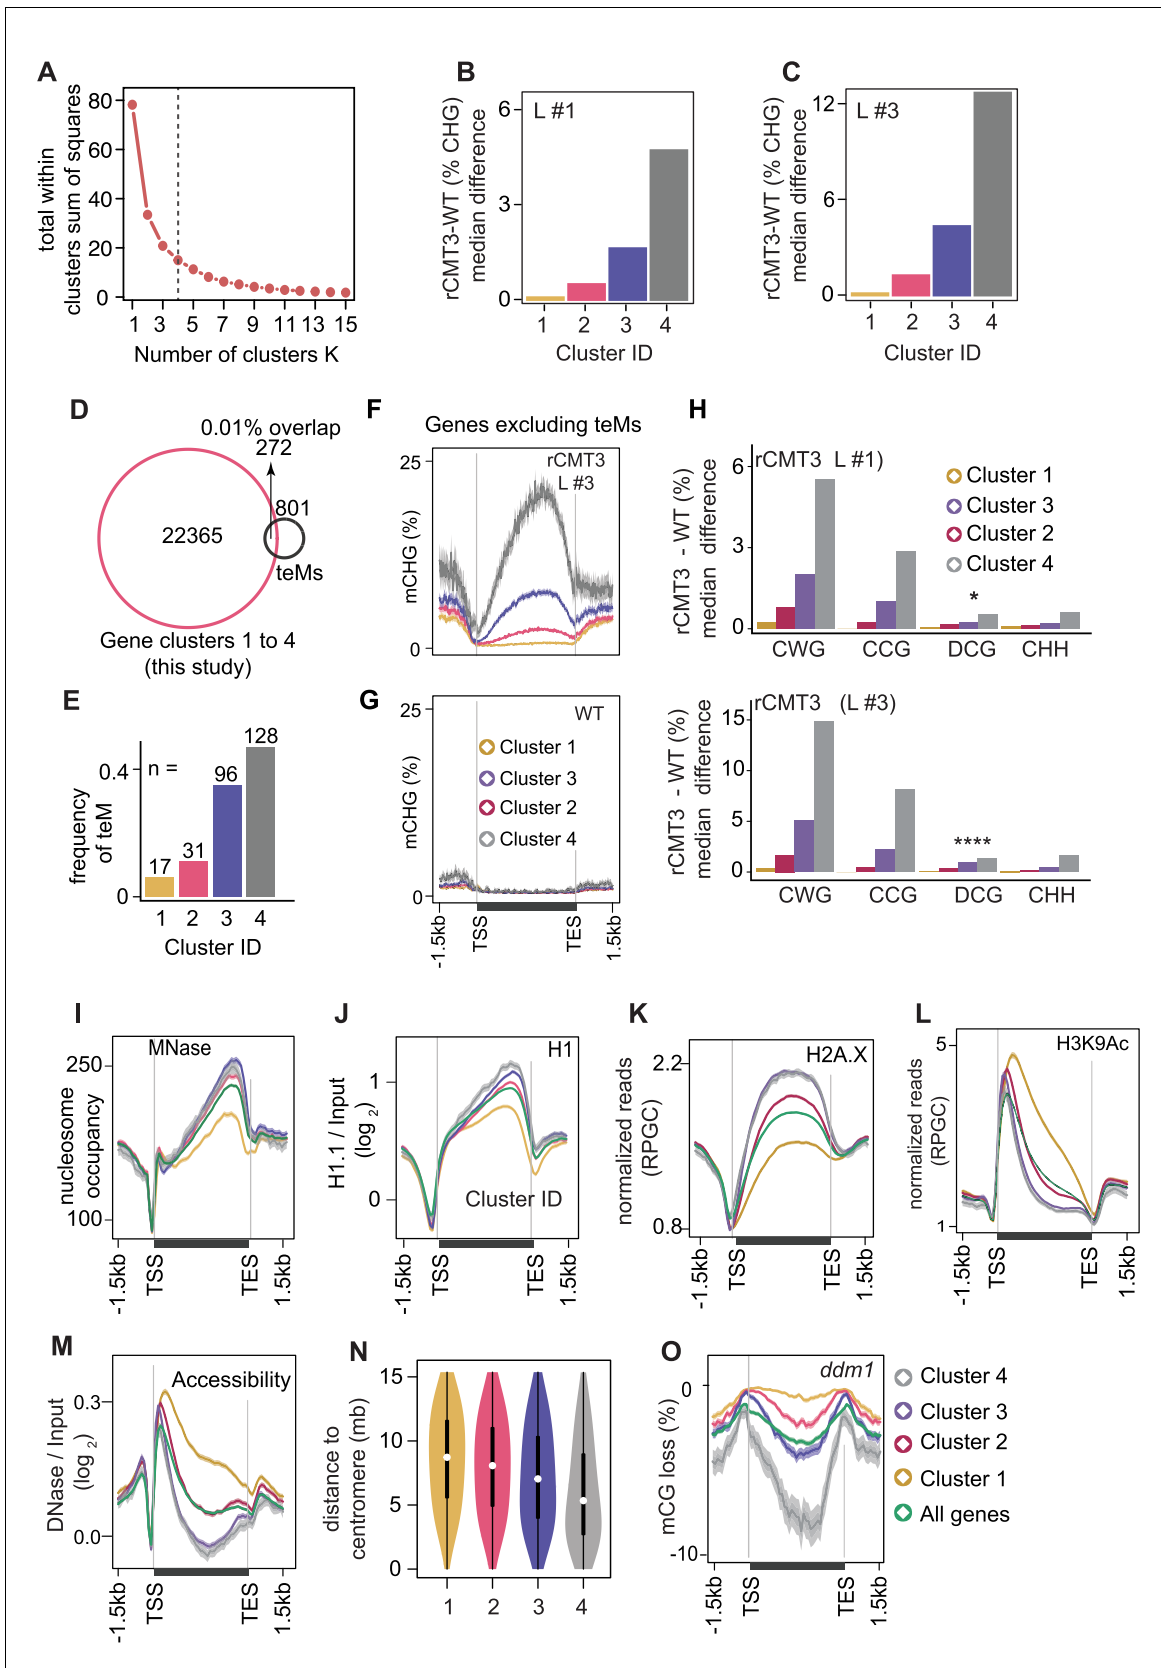 A
total within
clusters sum of squares
80
60
40
20
0
1 3 5 7 9 11 13 15
Number of clusters K
B
rCMT3-WT (% CHG)
median difference
L #1
6
3
0
1 2 3 4
Cluster ID
C
rCMT3-WT (% CHG)
median difference
L #3
12
6
0
1 2 3 4
Cluster ID
D
0.01% overlap
272
801
22365
teMs
Gene clusters 1 to 4
(this study)
E
frequency
of teM
0.4
0
n =
17
31
96
128
1 2 3 4
Cluster ID
F
Genes excluding teMs
rCMT3
L #3
mCHG (%)
25
0
G
WT
mCHG (%)
25
0
Cluster 1
Cluster 3
Cluster 2
Cluster 4
-1.5kb
TSS
TES
1.5kb
H
rCMT3 L #1)
rCMT3 - WT (%)
median difference
6
3
0
Cluster 1
Cluster 3
Cluster 2
Cluster 4
*
CWG CCG DCG CHH
rCMT3 (L #3)
rCMT3 - WT (%)
median difference
15
10
5
0
****
CWG CCG DCG CHH
I
MNase
nucleosome
occupancy
250
100
-1.5kb
TSS
TES
1.5kb
J
H1
H1.1 / Input
(log 2)
1
0
Cluster ID
-1.5kb
TSS
TES
1.5kb
K
H2A.X
normalized reads
(RPGC)
2.2
0.8
-1.5kb
TSS
TES
1.5kb
L
H3K9Ac
normalized reads
(RPGC)
5
1
-1.5kb
TSS
TES
1.5kb
M
Accessibility
DNase / Input
(log 2)
0.3
0.0
-1.5kb
TSS
TES
1.5kb
N
distance to
centromere (mb)
15
10
5
0
1 2 3 4
O
ddm1
mCG loss (%)
0
-10
-1.5kb
TSS
TES
1.5kb
Cluster 4
Cluster 3
Cluster 2
Cluster 1
All genes